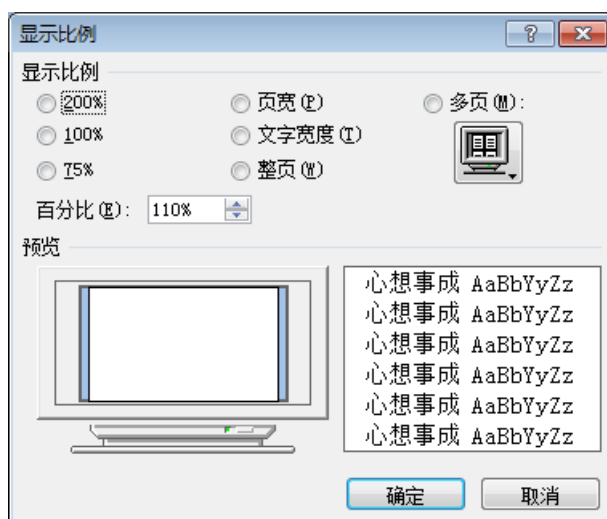 显示比例
显示比例
200% 页宽(P) 多页(M):
100% 文字宽度(T)
75% 整页(W)
百分比(E): 110%
预览
心想事成 AaBbYyZz
心想事成 AaBbYyZz
心想事成 AaBbYyZz
心想事成 AaBbYyZz
心想事成 AaBbYyZz
心想事成 AaBbYyZz
确定 取消